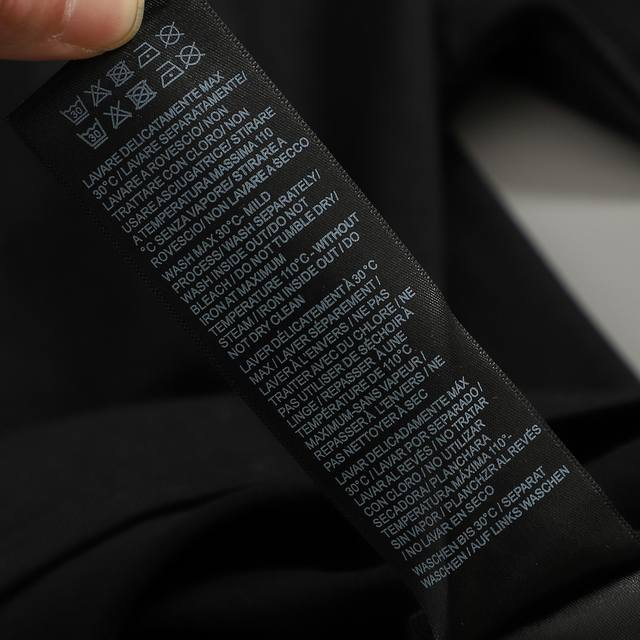 LAVARE DELICATAMENTE MAX
30°C/ LAVARE SEPARATAMENTE/
LAVARE A ROVESCIO/ NON
TRATTARE CON CLORO/ NON
USARE ASCIUGATRICE/ STIRARE
A TEMPERATURA MASSIMA 110
°C SENZA VAPORE/ STIRARE A
ROVESCIO/ NON LAVARE A SECCO
WASH MAX 30°C- MILD
PROCESS/ WASH SEPARATELY/
WASH INSIDE OUT/ DO NOT
BLEACH/ DO NOT TUMBLE DRY/
IRON AT MAXIMUM
TEMPERATURE 110°C, WITHOUT
STEAM/ IRON INSIDE OUT/ DO
NOT DRY CLEAN
LAVER DÉLICATEMENT À 30°C
MAX / LAVER SÉPAREMENT /
LAVER À L'ENVERS / NE PAS
TRAITER AVEC DU CHLORE / NE
PAS UTILISER DE SÉCHOIR À
LINGE / REPASSER À UNE
TEMPÉRATURE DE 110°C
MAXIMUM SANS VAPEUR /
REPASSER À L'ENVERS / NE
PAS NETTOYER À SEC
LAVAR DELICADAMENTE MÁX
30°C / LAVAR POR SEPARADO /
LAVAR AL REVÉS / NO TRATAR
CON CLORO / NO UTILIZAR
SECADORA / PLANCHAR A
TEMPERATURA MÁXIMA 110°
SIN VAPOR / PLANCHAR AL REVÉS
/ NO LAVAR EN SECO
WASCHEN BIS 30°C / SEPARAT
WASCHEN / AUF LINKS WASCHEN